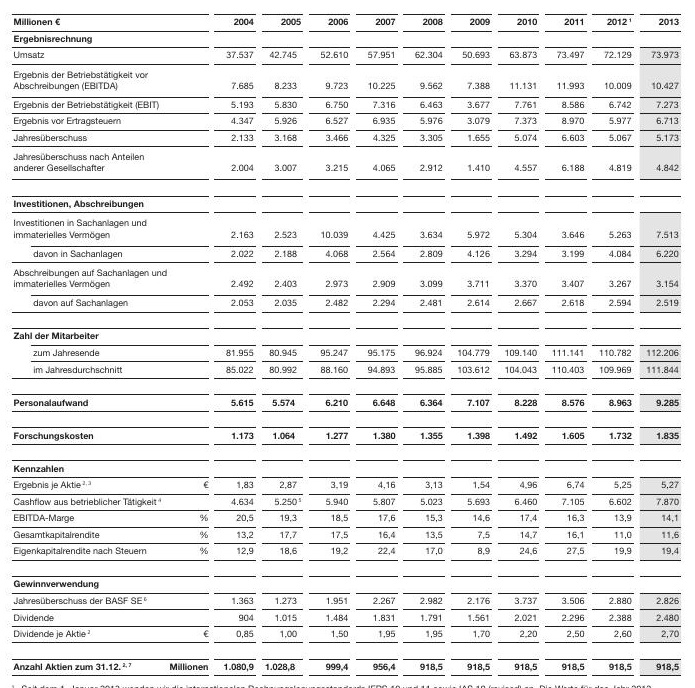 Millionen € 2004 2005 2006 2007 2008 2009 2010 2011 2012 ¹ 2013
Ergebnisrechnung
Umsatz 37.537 42.745 52.610 57.951 62.304 50.693 63.873 73.497 72.129 73.973
Ergebnis der Betriebstätigkeit vor
Abschreibungen (EBITDA) 7.685 8.233 9.723 10.225 9.562 7.388 11.131 11.993 10.009 10.427
Ergebnis der Betriebstätigkeit (EBIT) 5.193 5.830 6.750 7.316 6.463 3.677 7.761 8.586 6.742 7.273
Ergebnis vor Ertragsteuern 4.347 5.926 6.527 6.935 5.976 3.079 7.373 8.970 5.977 6.713
Jahresüberschuss 2.133 3.168 3.466 4.325 3.305 1.655 5.074 6.603 5.067 5.173
Jahresüberschuss nach Anteilen
anderer Gesellschafter 2.004 3.007 3.215 4.065 2.912 1.410 4.557 6.188 4.819 4.842
Investitionen, Abschreibungen
Investitionen in Sachanlagen und
immaterielles Vermögen 2.163 2.523 10.039 4.425 3.634 5.972 5.304 3.646 5.263 7.513
davon in Sachanlagen 2.022 2.188 4.068 2.564 2.809 4.126 3.294 3.199 4.084 6.220
Abschreibungen auf Sachanlagen und
immaterielles Vermögen 2.492 2.403 2.973 2.909 3.099 3.711 3.370 3.407 3.267 3.154
davon auf Sachanlagen 2.053 2.035 2.482 2.294 2.481 2.614 2.667 2.618 2.594 2.519
Zahl der Mitarbeiter
zum Jahresende 81.955 80.945 95.247 95.175 96.924 104.779 109.140 111.141 110.782 112.206
im Jahresdurchschnitt 85.022 80.992 88.160 94.893 95.885 103.612 104.043 110.403 109.969 111.844
Personalaufwand 5.615 5.574 6.210 6.648 6.364 7.107 8.228 8.576 8.963 9.285
Forschungskosten 1.173 1.064 1.277 1.380 1.355 1.398 1.492 1.605 1.732 1.835
Kennzahlen
Ergebnis je Aktie ²˒ ³ € 1,83 2,87 3,19 4,16 3,13 1,54 4,96 6,74 5,25 5,27
Cashflow aus betrieblicher Tätigkeit ⁴ 4.634 5.250 ⁵ 5.940 5.807 5.023 5.693 6.460 7.105 6.602 7.870
EBITDA-Marge % 20,5 19,3 18,5 17,6 15,3 14,6 17,4 16,3 13,9 14,1
Gesamtkapitalrendite % 13,2 17,7 17,5 16,4 13,5 7,5 14,7 16,1 11,0 11,6
Eigenkapitalrendite nach Steuern % 12,9 18,6 19,2 22,4 17,0 8,9 24,6 27,5 19,9 19,4
Gewinnverwendung
Jahresüberschuss der BASF SE ⁶ 1.363 1.273 1.951 2.267 2.982 2.176 3.737 3.506 2.880 2.826
Dividende 904 1.015 1.484 1.831 1.791 1.561 2.021 2.296 2.388 2.480
Dividende je Aktie ² € 0,85 1,00 1,50 1,95 1,95 1,70 2,20 2,50 2,60 2,70
Anzahl Aktien zum 31.12. ²˒ ⁷ Millionen 1.080,9 1.028,8 999,4 956,4 918,5 918,5 918,5 918,5 918,5 918,5